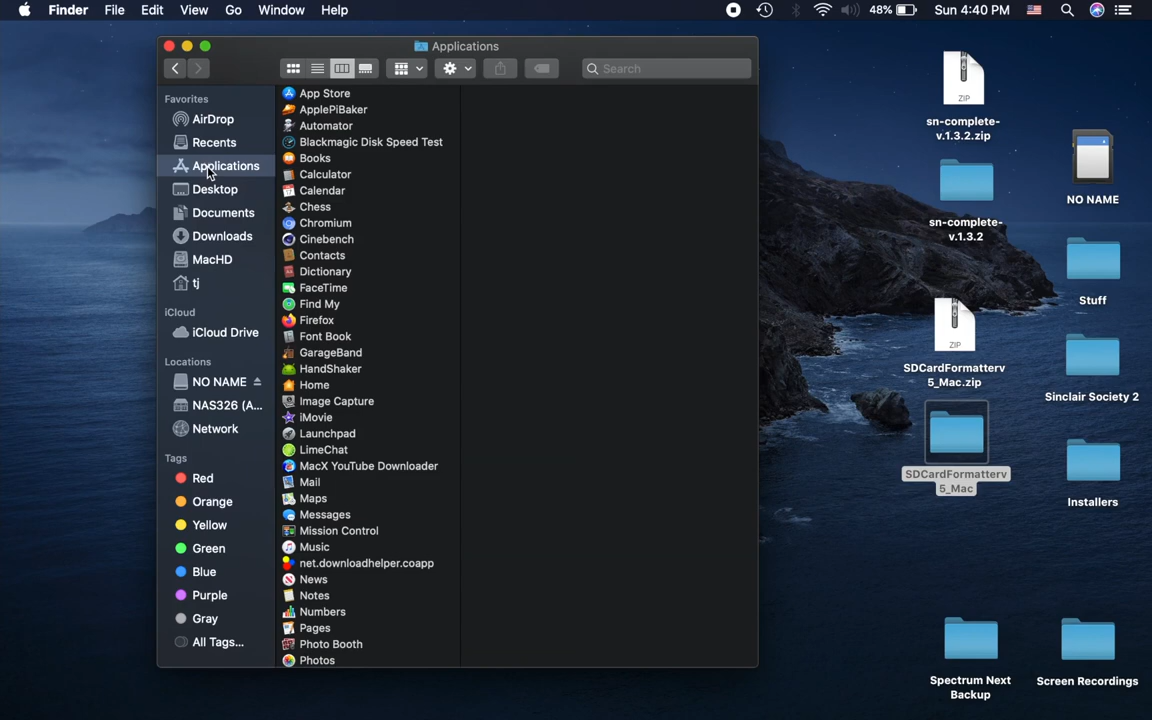 Finder File Edit View Go Window Help
48% Sun 4:40 PM
Applications
Search
Favorites
AirDrop
Recents
Applications
Desktop
Documents
Downloads
MacHD
tj
iCloud
iCloud Drive
Locations
NO NAME
NAS326 (A...
Network
Tags
Red
Orange
Yellow
Green
Blue
Purple
Gray
All Tags...
App Store
ApplePiBaker
Automator
Blackmagic Disk Speed Test
Books
Calculator
Calendar
Chess
Chromium
Cinebench
Contacts
Dictionary
FaceTime
Find My
Firefox
Font Book
GarageBand
HandShaker
Home
Image Capture
iMovie
Launchpad
LimeChat
MacX YouTube Downloader
Mail
Maps
Messages
Mission Control
Music
net.downloadhelper.coapp
News
Notes
Numbers
Pages
Photo Booth
Photos
ZIP
sn-complete-
v.1.3.2.zip
NO NAME
sn-complete-
v.1.3.2
Stuff
ZIP
SDCardFormatterv
5_Mac.zip
Sinclair Society 2
SDCardFormatterv
5_Mac
Installers
Spectrum Next
Backup
Screen Recordings